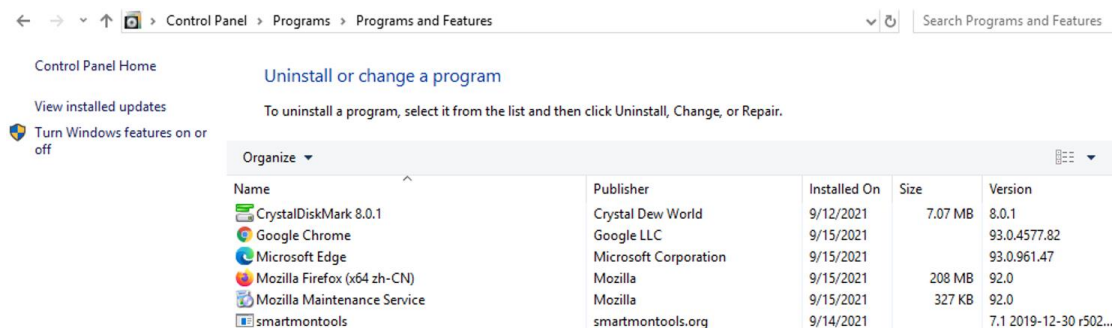 Control Panel > Programs > Programs and Features
Search Programs and Features
Control Panel Home
View installed updates
Turn Windows features on or
off
Uninstall or change a program
To uninstall a program, select it from the list and then click Uninstall, Change, or Repair.
Organize
Name Publisher Installed On Size Version
CrystalDiskMark 8.0.1 Crystal Dew World 9/12/2021 7.07 MB 8.0.1
Google Chrome Google LLC 9/15/2021 93.0.4577.82
Microsoft Edge Microsoft Corporation 9/15/2021 93.0.961.47
Mozilla Firefox (x64 zh-CN) Mozilla 9/15/2021 208 MB 92.0
Mozilla Maintenance Service Mozilla 9/15/2021 327 KB 92.0
smartmontools smartmontools.org 9/14/2021 7.1 2019-12-30 r502...